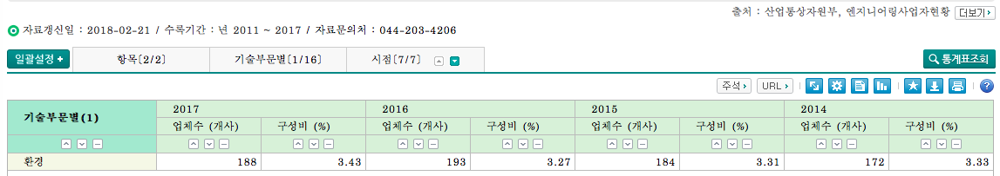 출처 : 산업통상자원부, 엔지니어링사업자현황 더보기
자료갱신일 : 2018-02-21 / 수록기간 : 년 2011 ~ 2017 / 자료문의처 : 044-203-4206
일괄설정 + 항목[2/2] 기술부문별[1/16] 시점[7/7] 통계표조회
주석 URL ?
기술부문별(1) 2017 2016 2015 2014
업체수 (개사) 구성비 (%) 업체수 (개사) 구성비 (%) 업체수 (개사) 구성비 (%) 업체수 (개사) 구성비 (%)
환경 188 3.43 193 3.27 184 3.31 172 3.33